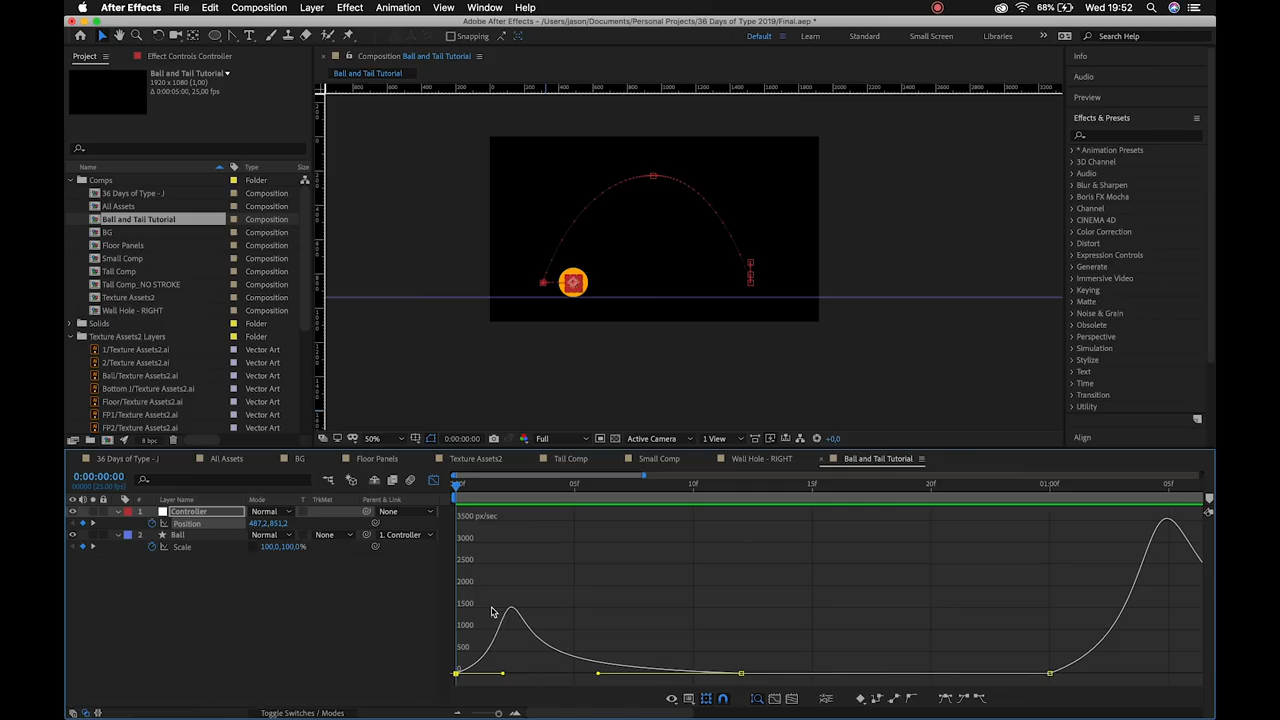 After Effects File Edit Composition Layer Effect Animation View Window Help 68% Wed 19:52
Adobe After Effects - /Users/jason/Documents/Personal Projects/36 Days of Type 2019/Final.aep *
Snapping Default Learn Standard Small Screen Libraries Search Help
Project Effect Controls Controller Composition Ball and Tail Tutorial Info
Ball and Tail Tutorial
1920 x 1080 (1,00)
Δ 0:00:05:00, 25,00 fps
Ball and Tail Tutorial
Audio
Preview
Effects & Presets
Name Type Size
Comps Folder
36 Days of Type - J Composition
All Assets Composition
Ball and Tail Tutorial Composition
BG Composition
Floor Panels Composition
Small Comp Composition
Tail Comp Composition
Tail Comp_NO STROKE Composition
Texture Assets2 Composition
Wall Hole - RIGHT Composition
Solids Folder
Texture Assets2 Layers Folder
1/Texture Assets2.ai Vector Art
2/Texture Assets2.ai Vector Art
Ball/Texture Assets2.ai Vector Art
Bottom J/Texture Assets2.ai Vector Art
Floor/Texture Assets2.ai Vector Art
FP1/Texture Assets2.ai Vector Art
FP2/Texture Assets2.ai Vector Art
8 bpc
* Animation Presets
3D Channel
Audio
Blur & Sharpen
Boris FX Mocha
Channel
CINEMA 4D
Color Correction
Distort
Expression Controls
Generate
Immersive Video
Keying
Matte
Noise & Grain
Obsolete
Perspective
Simulation
Stylize
Text
Time
Transition
Utility
Align
50% 0:00:00:00 Full Active Camera 1 View +0,0
36 Days of Type - J All Assets BG Floor Panels Texture Assets2 Tail Comp Small Comp Wall Hole - RIGHT Ball and Tail Tutorial
0:00:00:00
00000 (25.00 fps)
05f 10f 15f 20f 01:00f 05f
# Layer Name Mode T TrkMat Parent & Link
1 Controller Normal None
Position 487,2,851,2
2 Ball Normal None 1. Controller
Scale 100,0,100,0%
3500 px/sec
3000
2500
2000
1500
1000
500
0
Toggle Switches / Modes